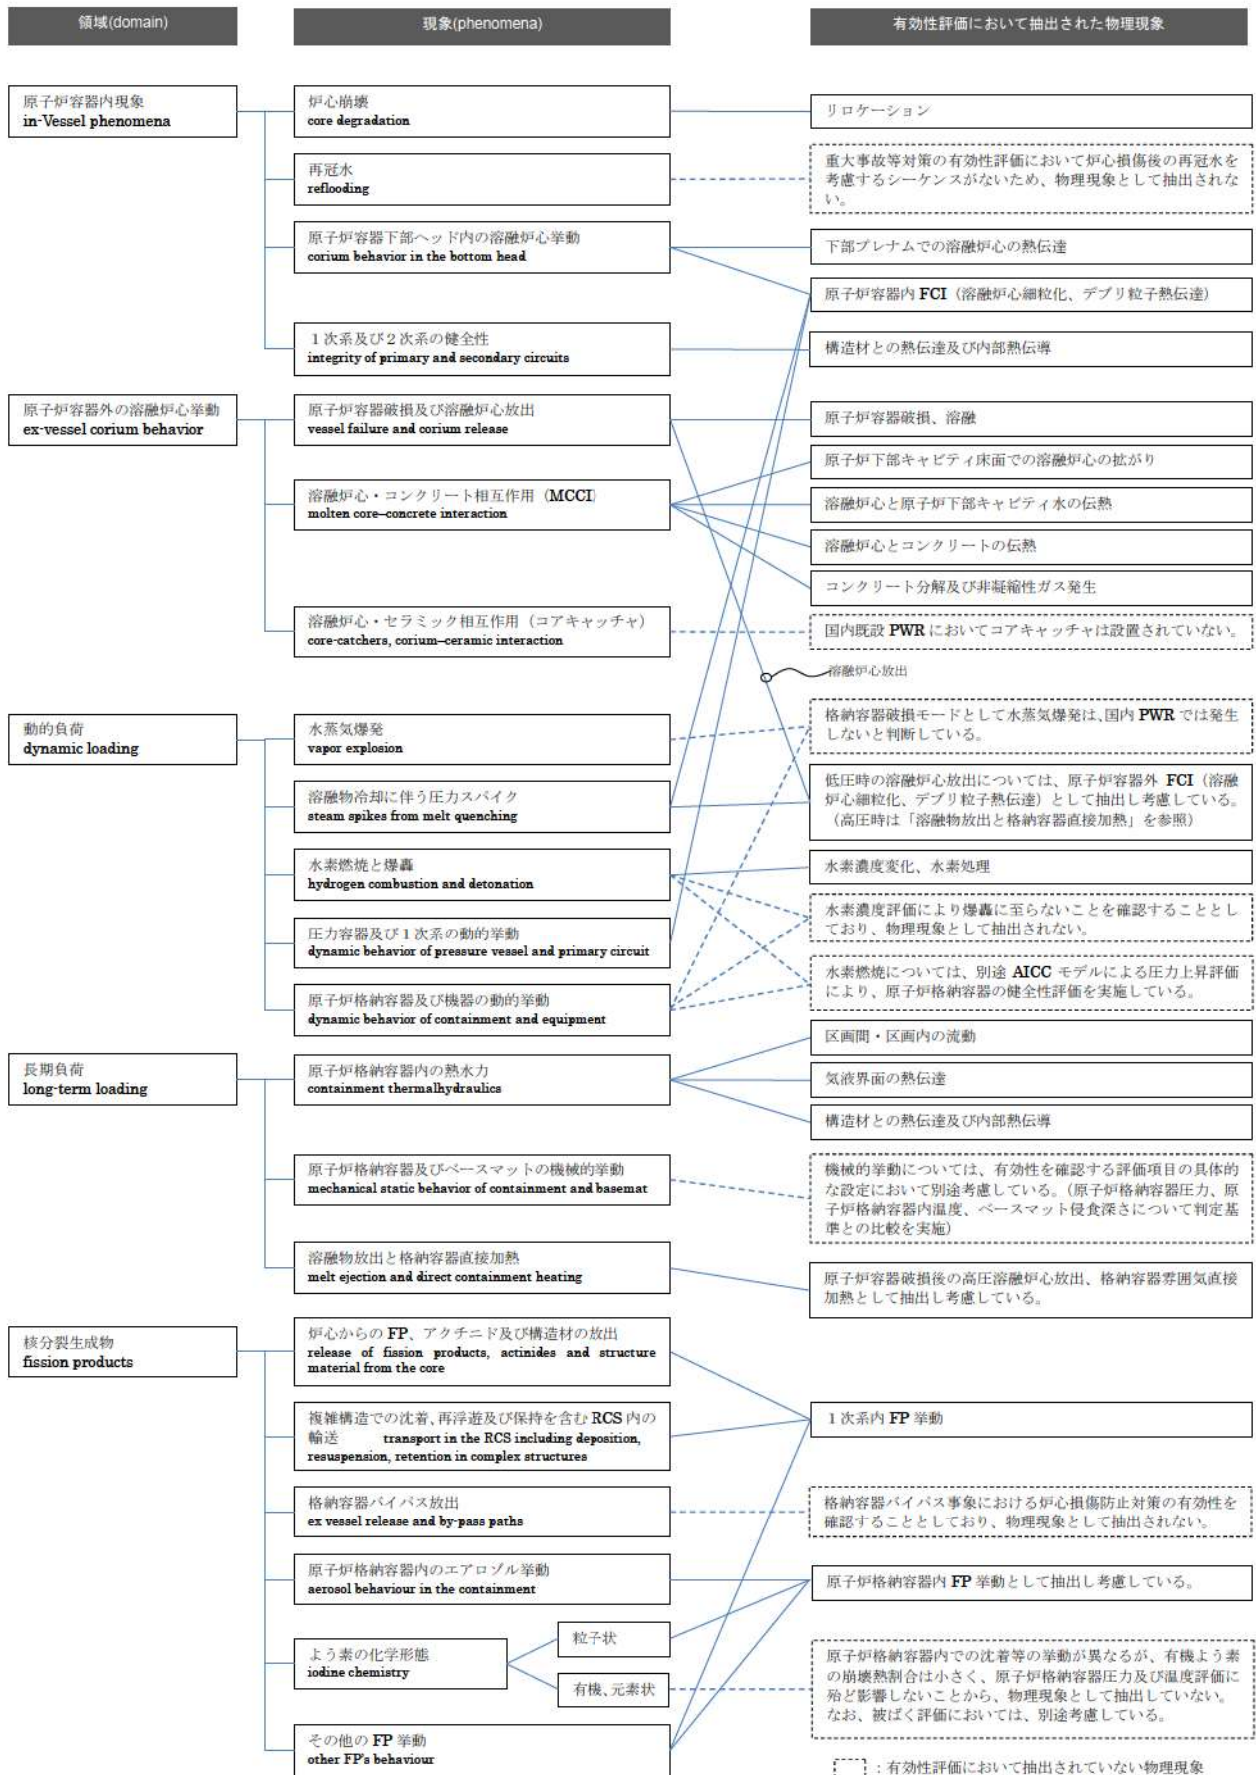 領域(domain)
現象(phenomena)
有効性評価において抽出された物理現象
原子炉容器内現象
in-Vessel phenomena
炉心崩壊
core degradation
リロケーション
再冠水
reflooding
重大事故等対策の有効性評価において炉心損傷後の再冠水を
考慮するシーケンスがないため、物理現象として抽出されな
い。
原子炉容器下部ヘッド内の溶融炉心挙動
corium behavior in the bottom head
下部プレナムでの溶融炉心の熱伝達
原子炉容器内 FCI（溶融炉心細粒化、デブリ粒子熱伝達）
１次系及び２次系の健全性
integrity of primary and secondary circuits
構造材との熱伝達及び内部熱伝導
原子炉容器外の溶融炉心挙動
ex-vessel corium behavior
原子炉容器破損及び溶融炉心放出
vessel failure and corium release
原子炉容器破損、溶融
原子炉下部キャビティ床面での溶融炉心の拡がり
溶融炉心・コンクリート相互作用（MCCI）
molten core–concrete interaction
溶融炉心と原子炉下部キャビティ水の伝熱
溶融炉心とコンクリートの伝熱
コンクリート分解及び非凝縮性ガス発生
溶融炉心・セラミック相互作用（コアキャッチャ）
core-catchers, corium–ceramic interaction
国内既設 PWR においてコアキャッチャは設置されていない。
溶融炉心放出
動的負荷
dynamic loading
水蒸気爆発
vapor explosion
格納容器破損モードとして水蒸気爆発は、国内 PWR では発生
しないと判断している。
溶融物冷却に伴う圧力スパイク
steam spikes from melt quenching
低圧時の溶融炉心放出については、原子炉容器外 FCI（溶融
炉心細粒化、デブリ粒子熱伝達）として抽出し考慮している。
（高圧時は「溶融物放出と格納容器直接加熱」を参照）
水素燃焼と爆轟
hydrogen combustion and detonation
水素濃度変化、水素処理
水素濃度評価により爆轟に至らないことを確認することとし
ており、物理現象として抽出されない。
圧力容器及び１次系の動的挙動
dynamic behavior of pressure vessel and primary circuit
水素燃焼については、別途 AICC モデルによる圧力上昇評価
により、原子炉格納容器の健全性評価を実施している。
原子炉格納容器及び機器の動的挙動
dynamic behavior of containment and equipment
区画間・区画内の流動
長期負荷
long-term loading
原子炉格納容器内の熱水力
containment thermalhydraulics
気液界面の熱伝達
構造材との熱伝達及び内部熱伝導
原子炉格納容器及びベースマットの機械的挙動
mechanical static behavior of containment and basemat
機械的挙動については、有効性を確認する評価項目の具体的
な設定において別途考慮している。（原子炉格納容器圧力、原
子炉格納容器内温度、ベースマット侵食深さについて判定基
準との比較を実施）
溶融物放出と格納容器直接加熱
melt ejection and direct containment heating
原子炉容器破損後の高圧溶融炉心放出、格納容器雰囲気直接
加熱として抽出し考慮している。
核分裂生成物
fission products
炉心からの FP、アクチニド及び構造材の放出
release of fission products, actinides and structure
material from the core
複雑構造での沈着、再浮遊及び保持を含む RCS 内の
輸送 transport in the RCS including deposition,
resuspension, retention in complex structures
１次系内 FP 挙動
格納容器バイパス放出
ex vessel release and by-pass paths
格納容器バイパス事象における炉心損傷防止対策の有効性を
確認することとしており、物理現象として抽出されない。
原子炉格納容器内のエアロゾル挙動
aerosol behaviour in the containment
原子炉格納容器内 FP 挙動として抽出し考慮している。
よう素の化学形態
iodine chemistry
粒子状
有機、元素状
原子炉格納容器内での沈着等の挙動が異なるが、有機よう素
の崩壊熱割合は小さく、原子炉格納容器圧力及び温度評価に
殆ど影響しないことから、物理現象として抽出していない。
なお、被ばく評価においては、別途考慮している。
その他の FP 挙動
other FP's behaviour
：有効性評価において抽出されていない物理現象